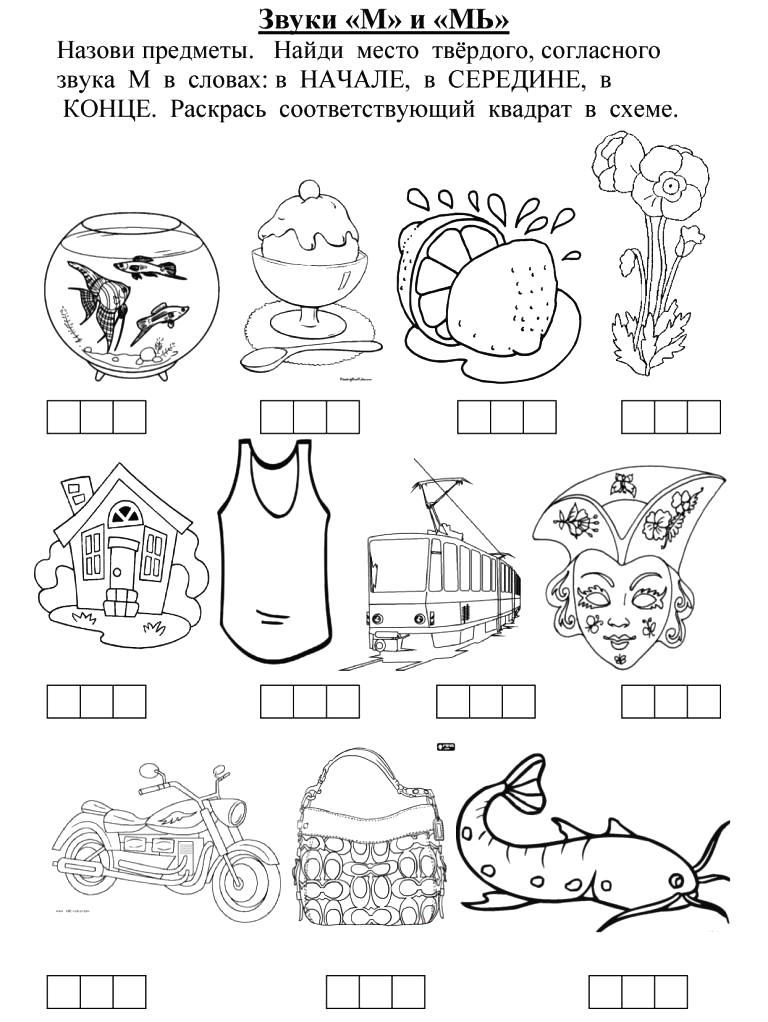 Звуки «М» и «МЬ»
Назови предметы. Найди место твёрдого, согласного
звука М в словах: в НАЧАЛЕ, в СЕРЕДИНЕ, в
КОНЦЕ. Раскрась соответствующий квадрат в схеме.